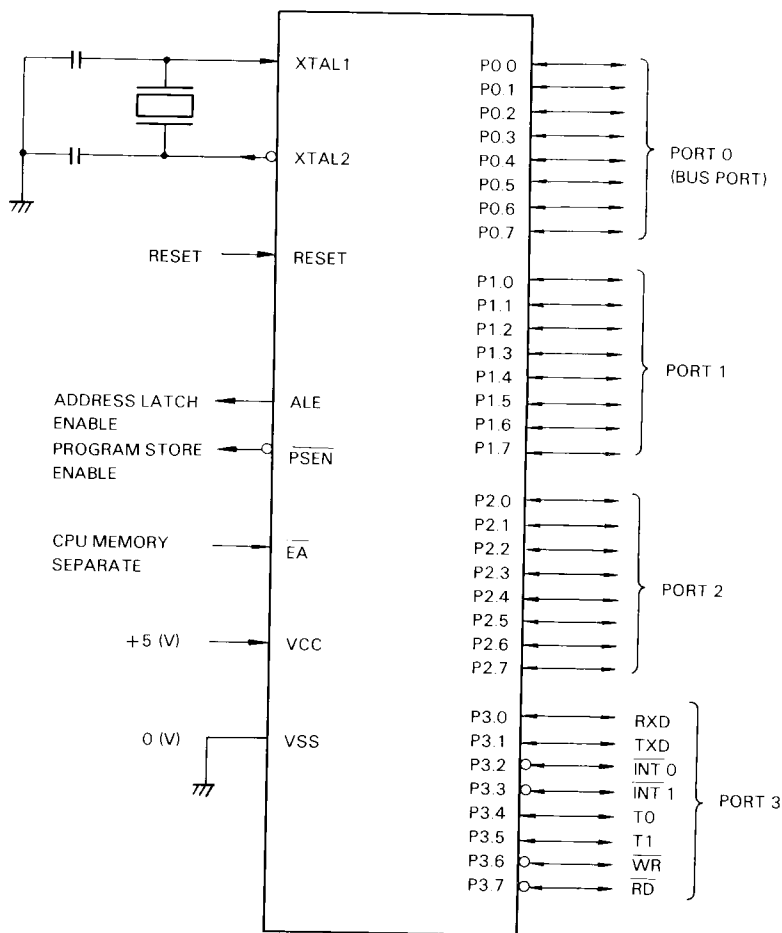 XTAL1
XTAL2
RESET
RESET
ADDRESS LATCH
ENABLE
ALE
PROGRAM STORE
ENABLE
PSEN
CPU MEMORY
SEPARATE
EA
+5 (V)
VCC
0 (V)
VSS
P0.0
P0.1
P0.2
P0.3
P0.4
P0.5
P0.6
P0.7
PORT 0
(BUS PORT)
P1.0
P1.1
P1.2
P1.3
P1.4
P1.5
P1.6
P1.7
PORT 1
P2.0
P2.1
P2.2
P2.3
P2.4
P2.5
P2.6
P2.7
PORT 2
P3.0 RXD
P3.1 TXD
P3.2 INT 0
P3.3 INT 1
P3.4 T0
P3.5 T1
P3.6 WR
P3.7 RD
PORT 3